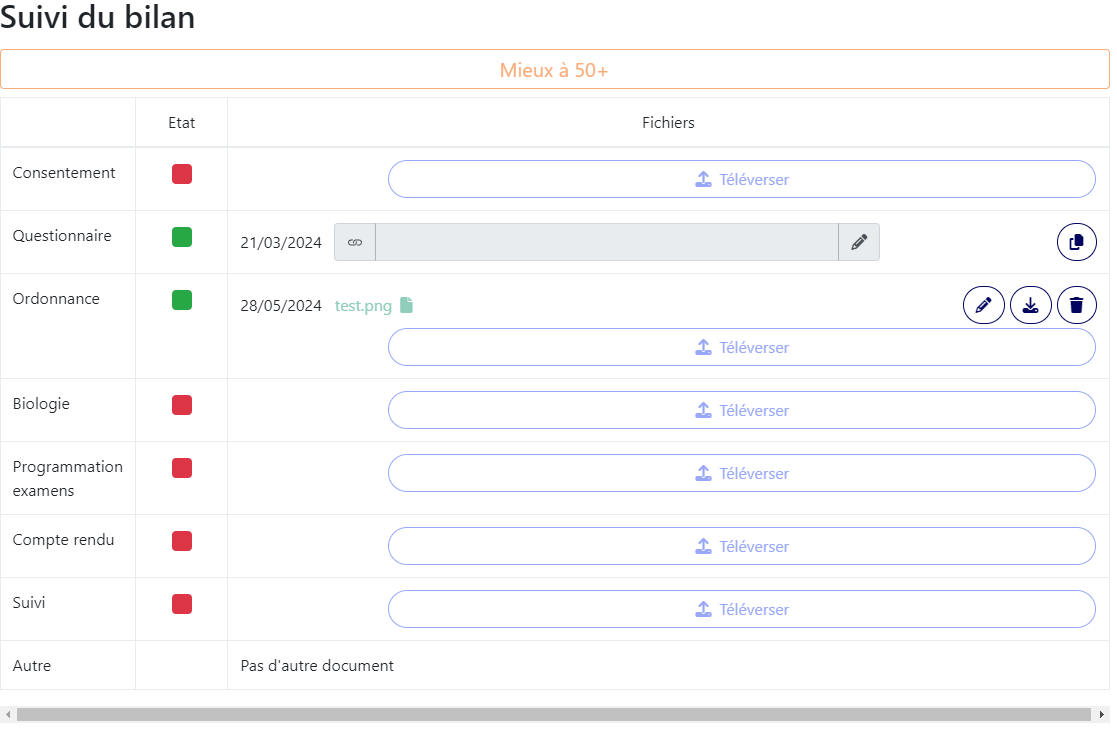 Suivi du bilan
Mieux à 50+
Etat
Fichiers
Consentement
Téléverser
Questionnaire
21/03/2024
Ordonnance
28/05/2024 test.png
Téléverser
Biologie
Téléverser
Programmation
examens
Téléverser
Compte rendu
Téléverser
Suivi
Téléverser
Autre
Pas d'autre document